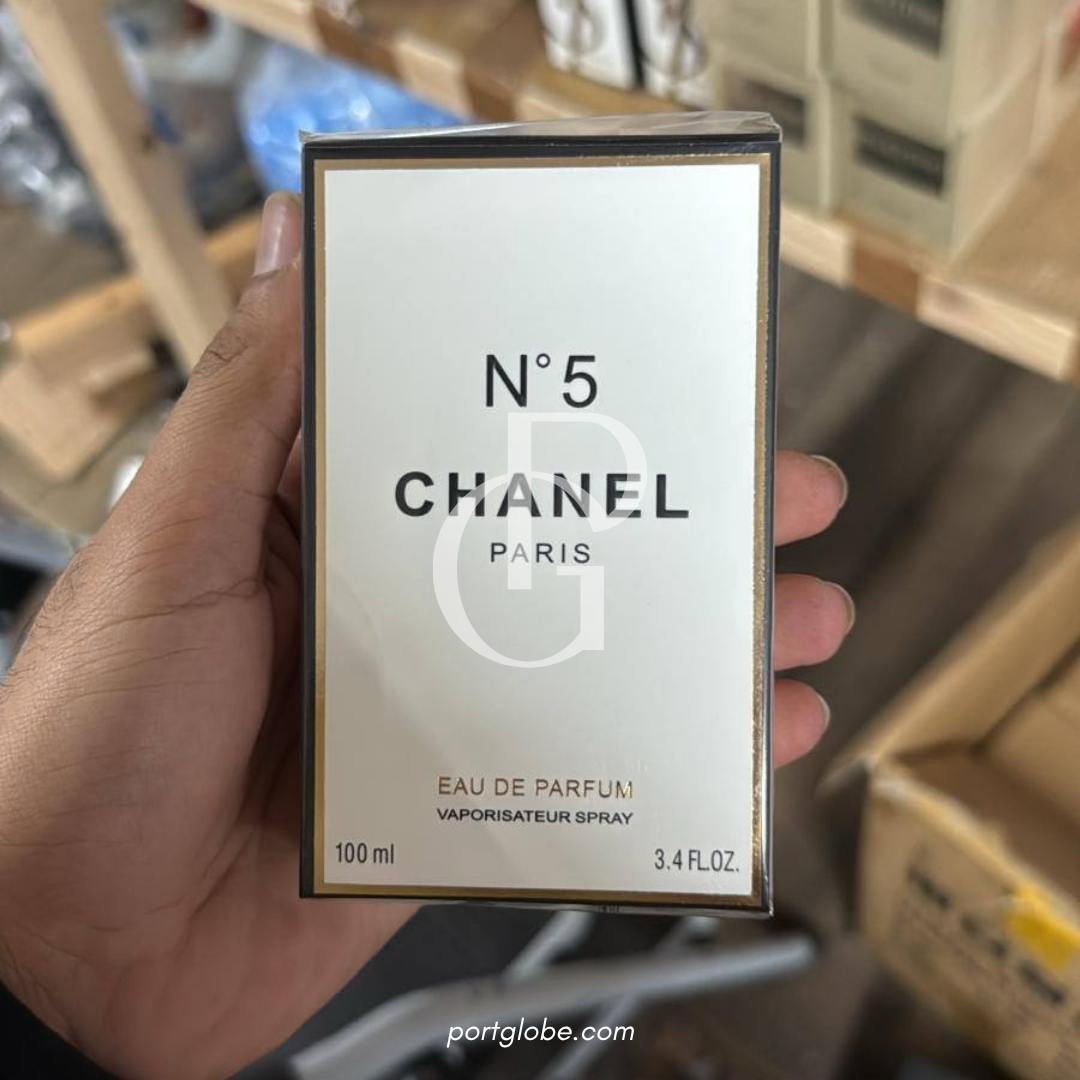 N°5
CHANEL
PARIS
EAU DE PARFUM
VAPORISATEUR SPRAY
100 ml
3.4 FL.OZ.
portglobe.com